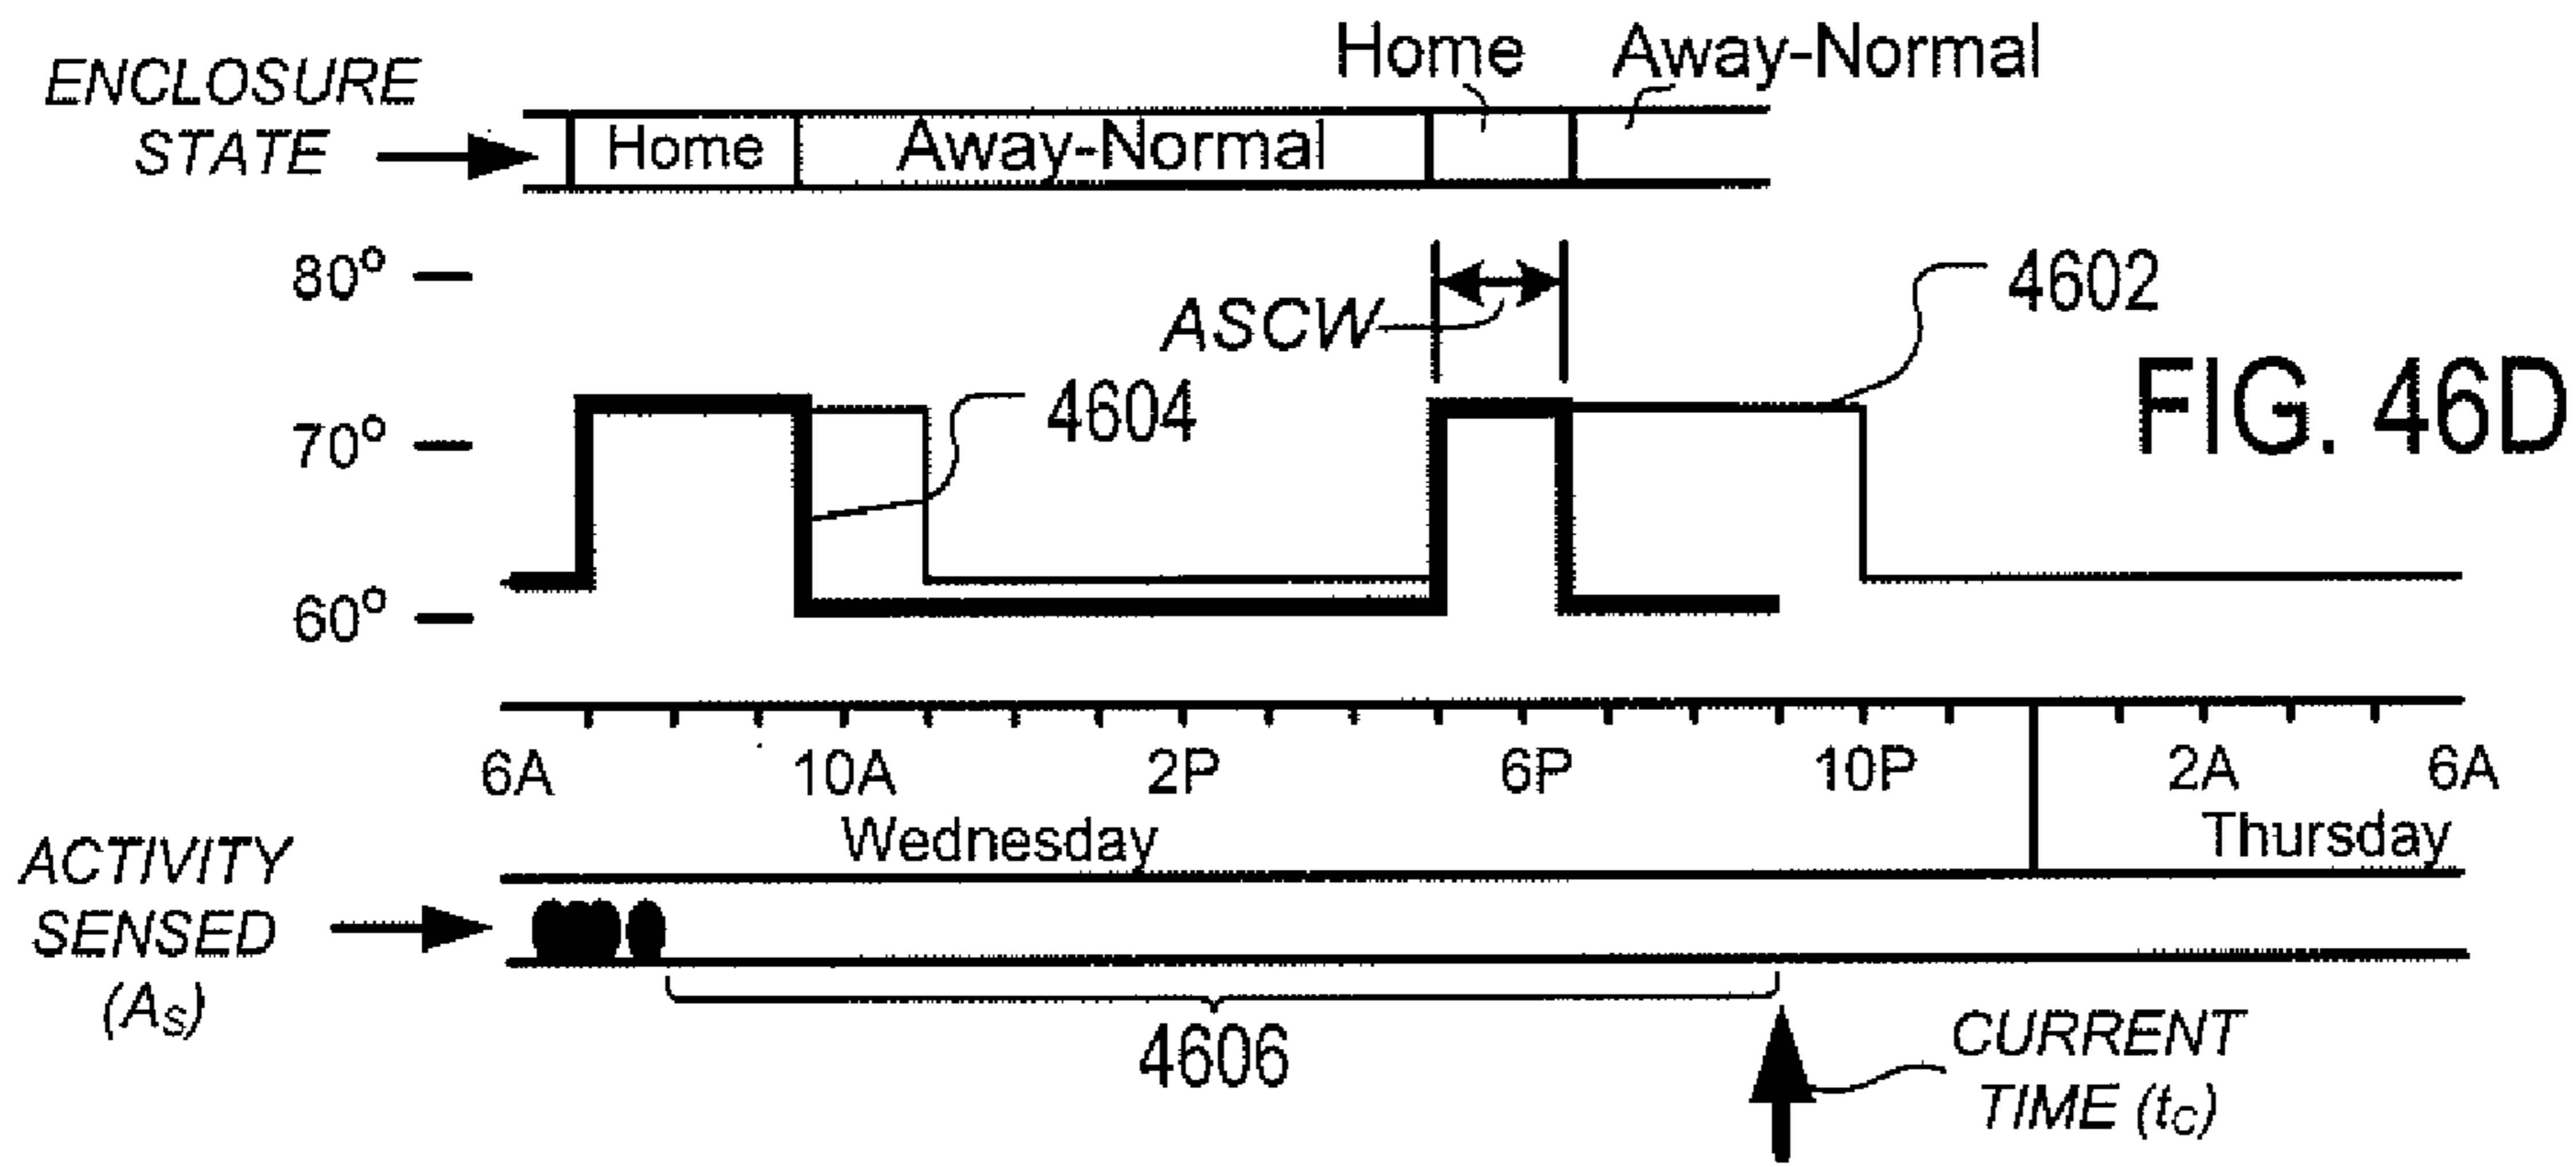 Home Away-Normal
ENCLOSURE
STATE
Home Away-Normal
80°
4602
ASCW
FIG. 46D
4604
70°
60°
6A 10A 2P 6P 10P 2A 6A
Wednesday Thursday
ACTIVITY
SENSED
(AS)
4606
CURRENT
TIME (tC)